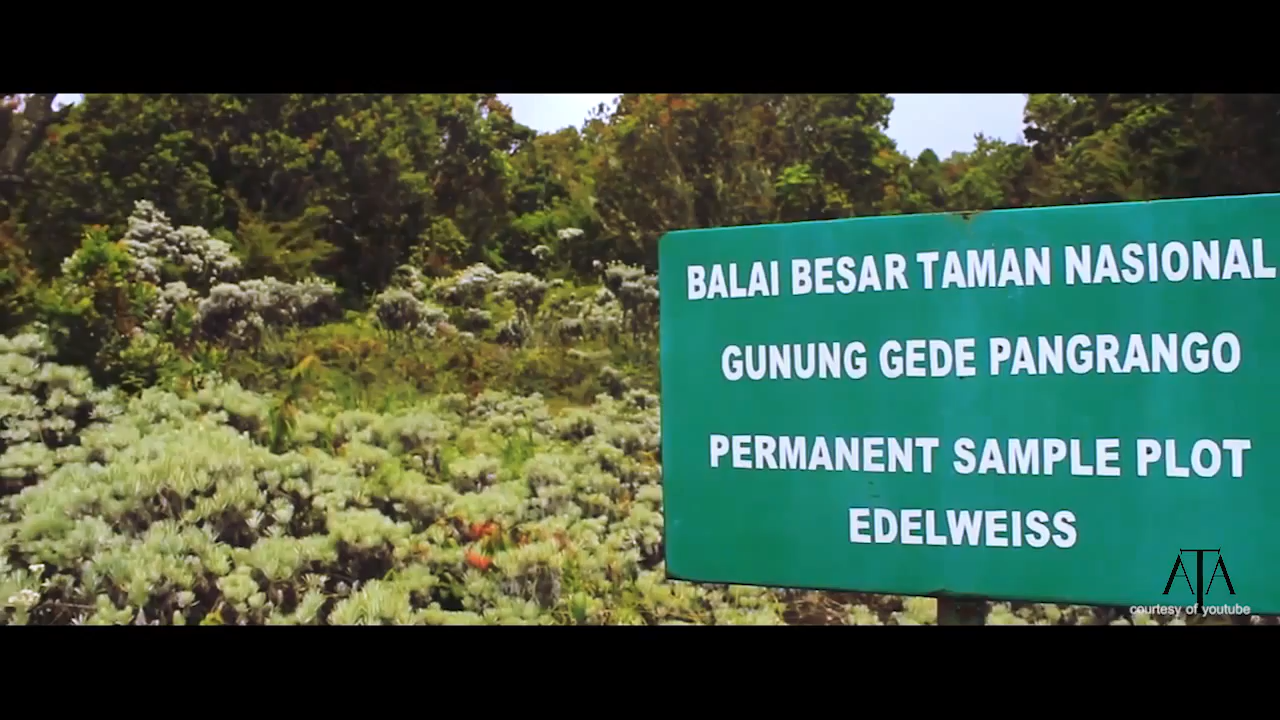 BALAI BESAR TAMAN NASIONAL
GUNUNG GEDE PANGRANGO
PERMANENT SAMPLE PLOT
EDELWEISS
ATA
courtesy of youtube